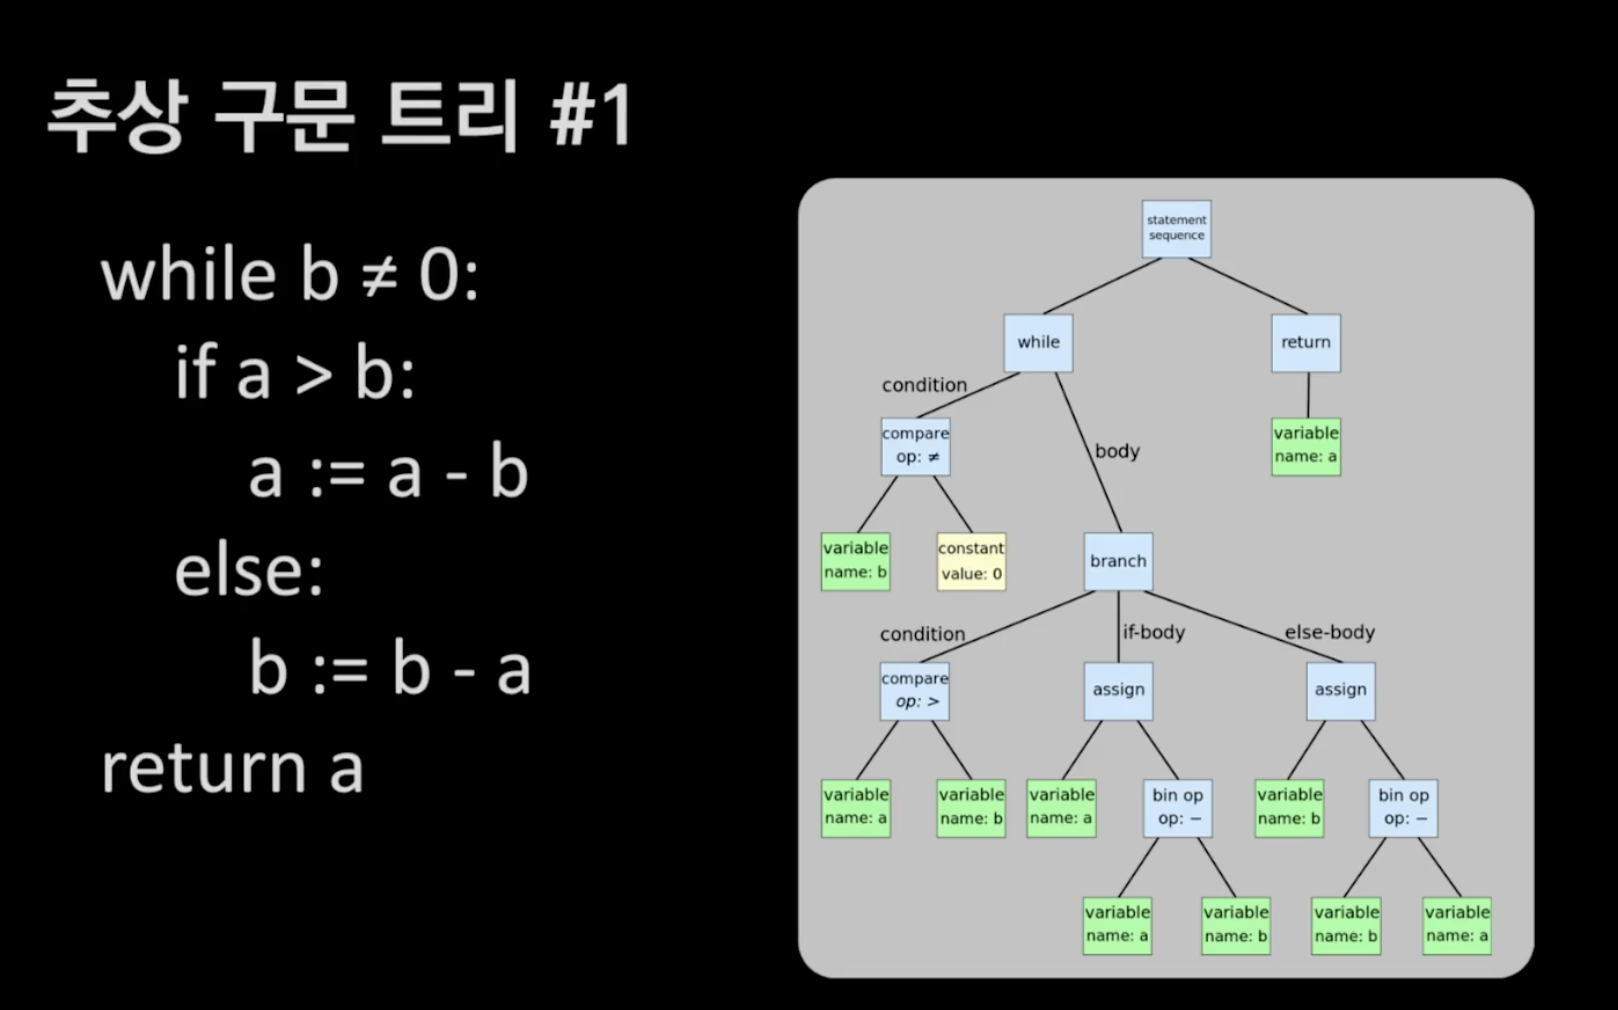 추상 구문 트리 #1
while b ≠ 0:
if a > b:
a := a - b
else:
b := b - a
return a
statement
sequence
while
return
condition
compare
op: ≠
body
variable
name: a
variable
name: b
constant
value: 0
branch
condition
if-body
else-body
compare
op: >
assign
assign
variable
name: a
variable
name: b
variable
name: a
bin op
op: −
variable
name: b
bin op
op: −
variable
name: a
variable
name: b
variable
name: b
variable
name: a